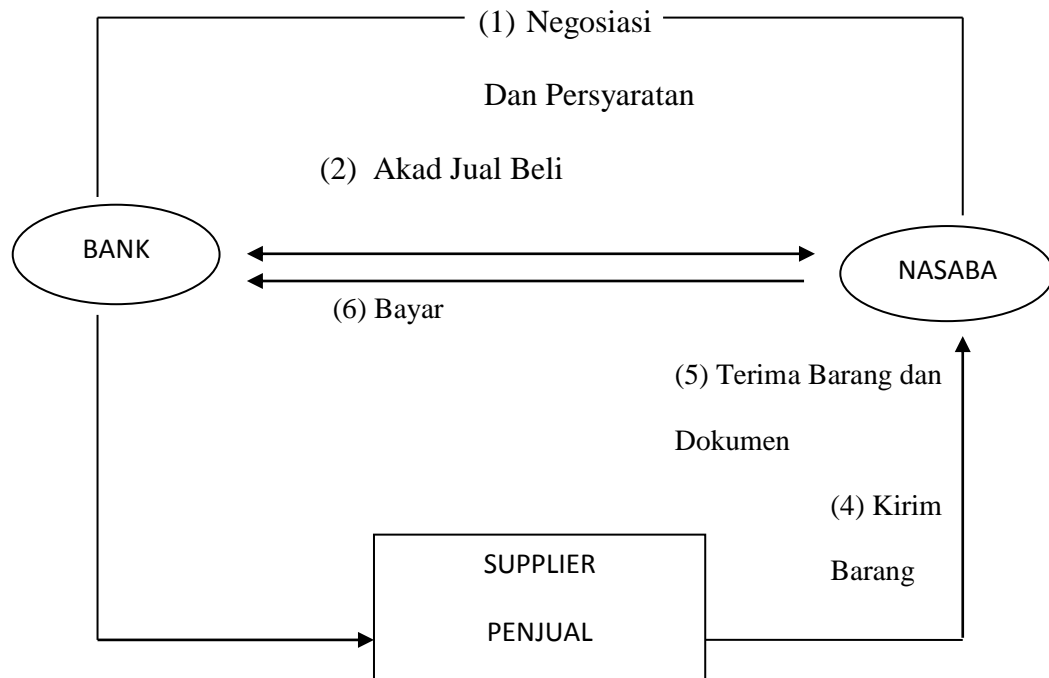 (1) Negosiasi
Dan Persyaratan
(2) Akad Jual Beli
BANK
NASABA
(6) Bayar
(5) Terima Barang dan
Dokumen
(4) Kirim
Barang
SUPPLIER
PENJUAL